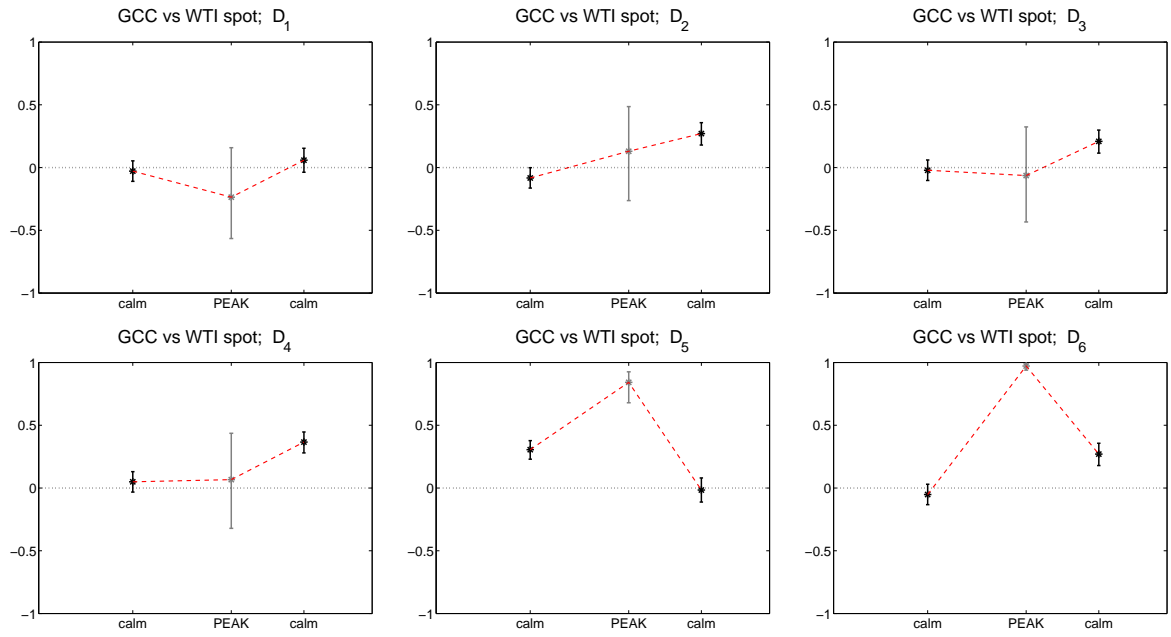 GCC vs WTI spot; D1
1
0.5
0
−0.5
−1
calm PEAK calm
GCC vs WTI spot; D2
1
0.5
0
−0.5
−1
calm PEAK calm
GCC vs WTI spot; D3
1
0.5
0
−0.5
−1
calm PEAK calm
GCC vs WTI spot; D4
1
0.5
0
−0.5
−1
calm PEAK calm
GCC vs WTI spot; D5
1
0.5
0
−0.5
−1
calm PEAK calm
GCC vs WTI spot; D6
1
0.5
0
−0.5
−1
calm PEAK calm